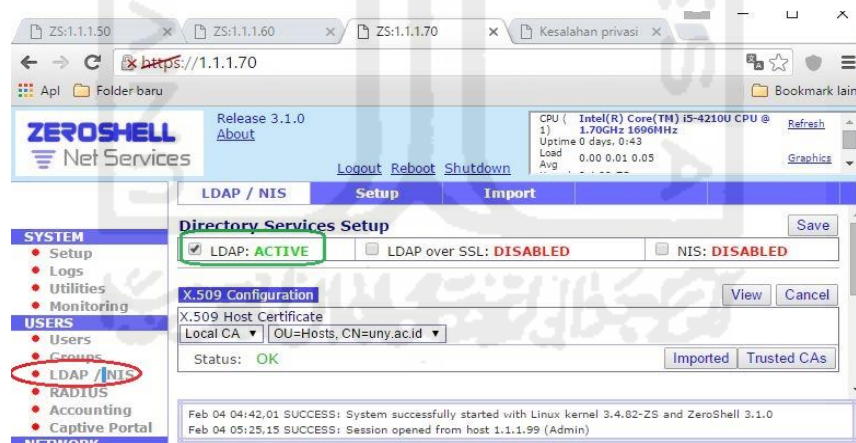 ZS:1.1.1.50
ZS:1.1.1.60
ZS:1.1.1.70
Kesalahan privasi
https://1.1.1.70
Apl Folder baru Bookmark lain
ZEROSHELL
Net Services
Release 3.1.0
About
Logout Reboot Shutdown
CPU ( Intel(R) Core(TM) i5-4210U CPU @
1) 1.70GHz 1696MHz
Uptime 0 days, 0:43
Load
Avg 0.00 0.01 0.05
Refresh
Graphics
LDAP / NIS Setup Import
SYSTEM
Setup
Logs
Utilities
Monitoring
USERS
Users
Groups
LDAP / NIS
RADIUS
Accounting
Captive Portal
NETWORK
Directory Services Setup Save
LDAP: ACTIVE LDAP over SSL: DISABLED NIS: DISABLED
X.509 Configuration View Cancel
X.509 Host Certificate
Local CA OU=Hosts, CN=uny.ac.id
Status: OK Imported Trusted CAs
Feb 04 04:42,01 SUCCESS: System successfully started with Linux kernel 3.4.82-ZS and ZeroShell 3.1.0
Feb 04 05:25,15 SUCCESS: Session opened from host 1.1.1.99 (Admin)